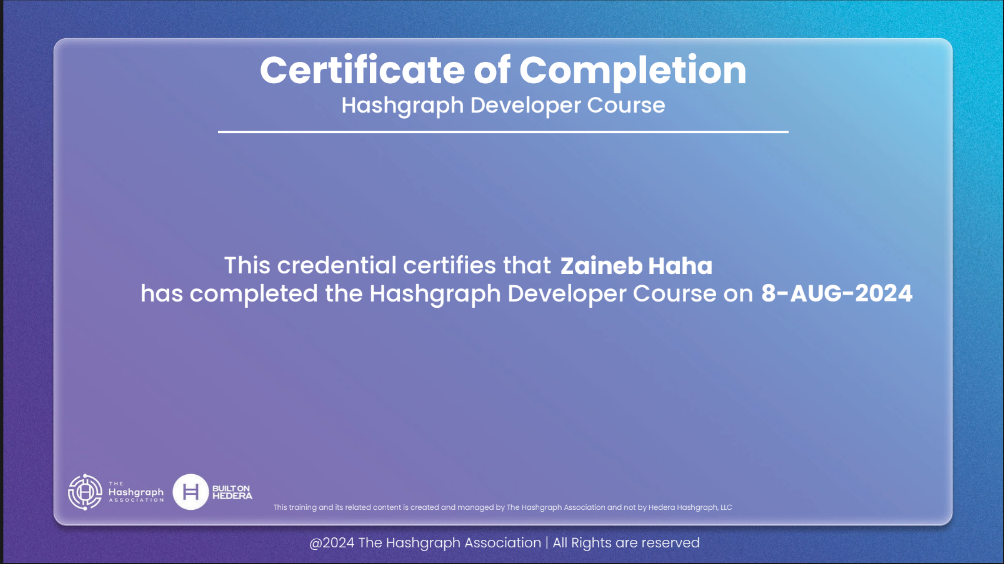 Certificate of Completion
Hashgraph Developer Course
This credential certifies that Zaineb Haha
has completed the Hashgraph Developer Course on 8-AUG-2024
THE
Hashgraph
ASSOCIATION
BUILT ON
HEDERA
This training and its related content is created and managed by The Hashgraph Association and not by Hedera Hashgraph, LLC
@2024 The Hashgraph Association | All Rights are reserved